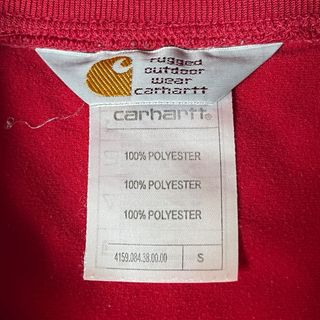 rugged
outdoor
wear
carhartt
carhartt®
100% POLYESTER
100% POLYESTER
100% POLYESTER
4159.084.38.00.00 S